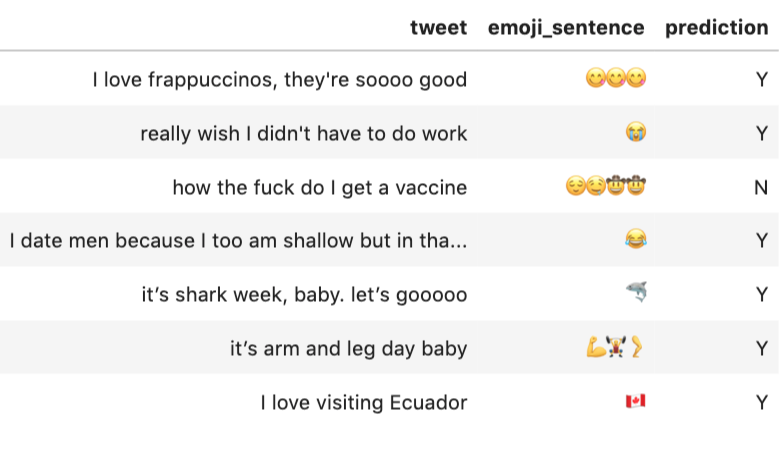 tweet emoji_sentence prediction
I love frappuccinos, they're soooo good 😋😋😋 Y
really wish I didn't have to do work 😭 Y
how the fuck do I get a vaccine 😌😌🤠🤠 N
I date men because I too am shallow but in tha... 😂 Y
it’s shark week, baby. let’s gooooo 🦈 Y
it’s arm and leg day baby 💪🏋️🦵 Y
I love visiting Ecuador 🇨🇦 Y